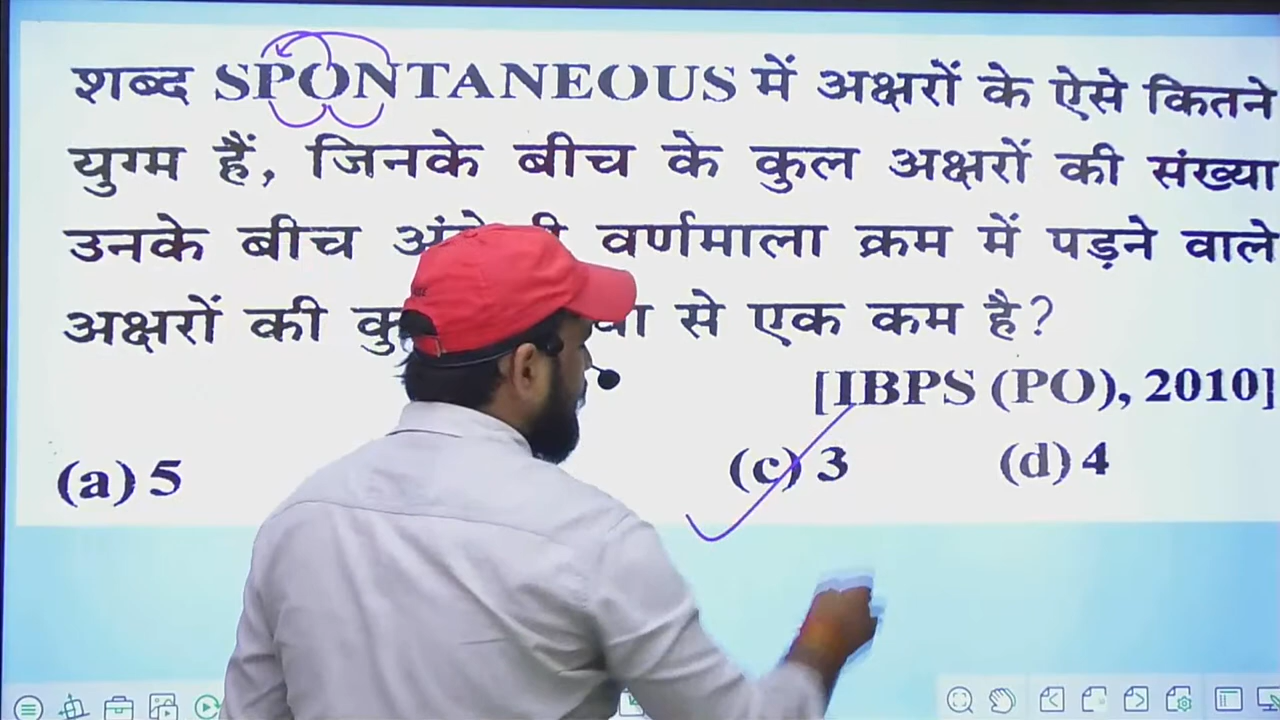 शब्द SPONTANEOUS में अक्षरों के ऐसे कितने
युग्म हैं, जिनके बीच के कुल अक्षरों की संख्या
उनके बीच वर्णमाला क्रम में पड़ने वाले
अक्षरों की से एक कम है?
[IBPS (PO), 2010]
(a) 5 (c) 3 (d) 4